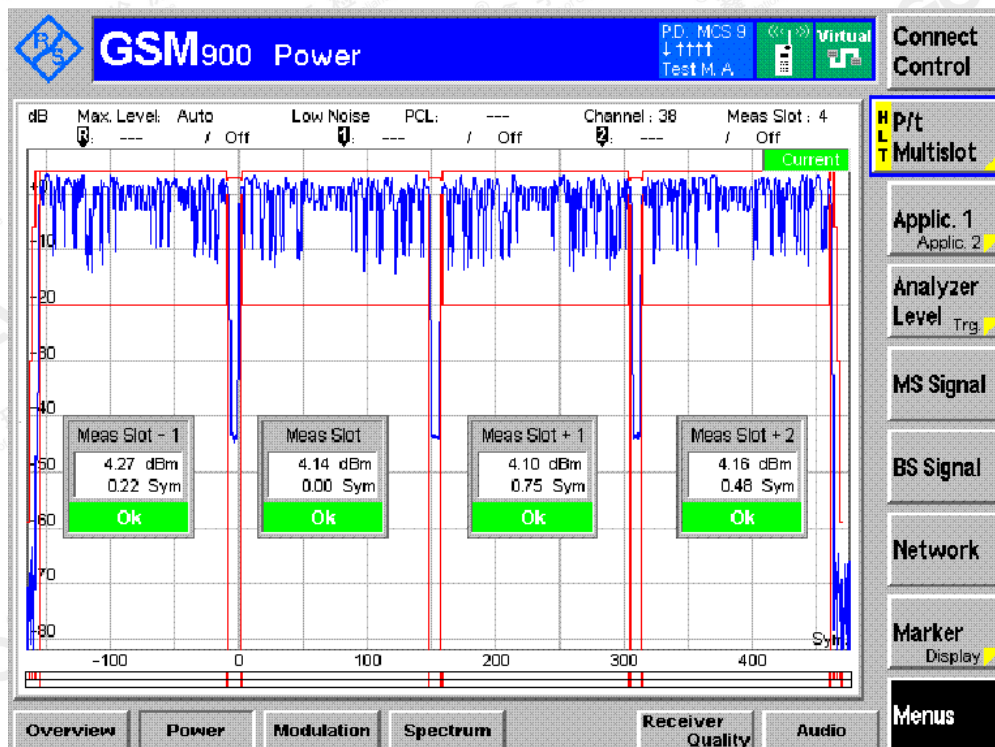 R S
GSM900 Power
P.D. MCS 9
↓↑↑↑↑
Test M. A
Virtual
Connect Control
dB Max. Level: Auto Low Noise PCL: --- Channel : 38 Meas Slot : 4
R: --- / Off 1: --- / Off 2: --- / Off
Current
HLT
P/t Multislot
Applic. 1
Applic. 2
Analyzer Level Trg.
MS Signal
BS Signal
Network
Marker
Display
Menus
+0
-10
-20
-30
-40
-50
-60
-70
-80
Meas Slot - 1
4.27 dBm
0.22 Sym
Ok
Meas Slot
4.14 dBm
0.00 Sym
Ok
Meas Slot + 1
4.10 dBm
0.75 Sym
Ok
Meas Slot + 2
4.16 dBm
0.48 Sym
Ok
Sym
-100 0 100 200 300 400
Overview Power Modulation Spectrum Receiver Quality Audio